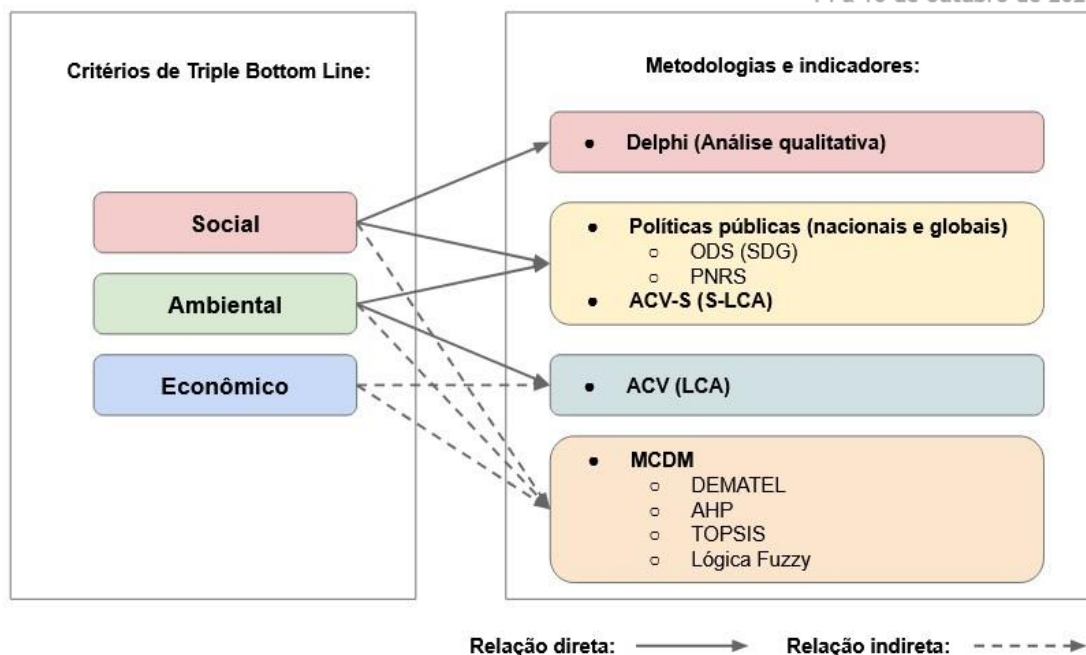 Critérios de Triple Bottom Line:
Social
Ambiental
Econômico
Metodologias e indicadores:
● Delphi (Análise qualitativa)
● Políticas públicas (nacionais e globais)
○ ODS (SDG)
○ PNRS
● ACV-S (S-LCA)
● ACV (LCA)
● MCDM
○ DEMATEL
○ AHP
○ TOPSIS
○ Lógica Fuzzy
Relação direta:
Relação indireta: